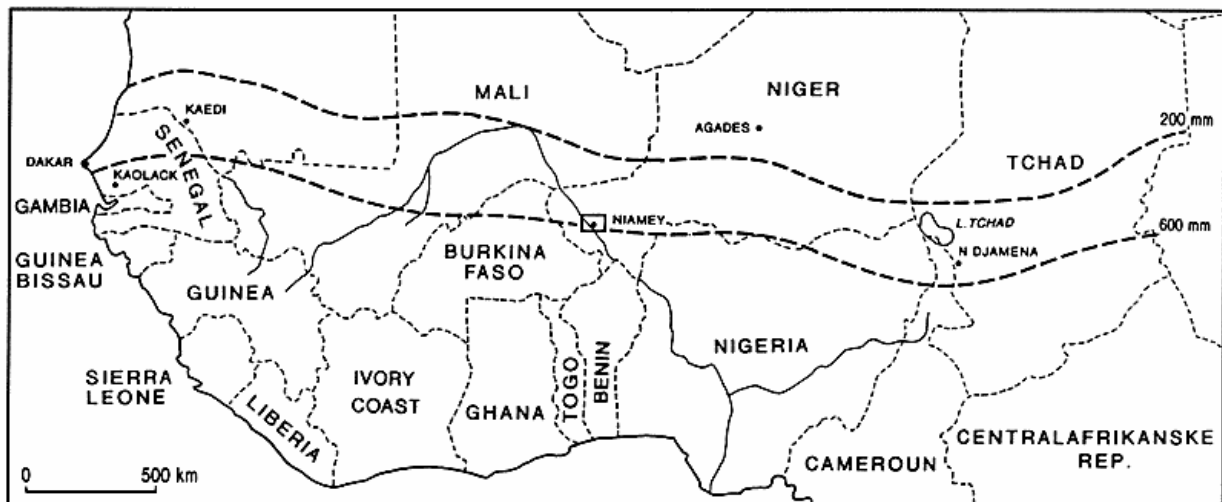 MALI
NIGER
KAEDI
AGADES
200 mm
SENEGAL
DAKAR
TCHAD
KAOLACK
GAMBIA
NIAMEY
L.TCHAD
600 mm
GUINEA
BISSAU
BURKINA
FASO
N DJAMENA
GUINEA
NIGERIA
SIERRA
LEONE
IVORY
COAST
TOGO
BENIN
LIBERIA
GHANA
CENTRALAFRIKANSKE
REP.
CAMEROUN
0 500 km